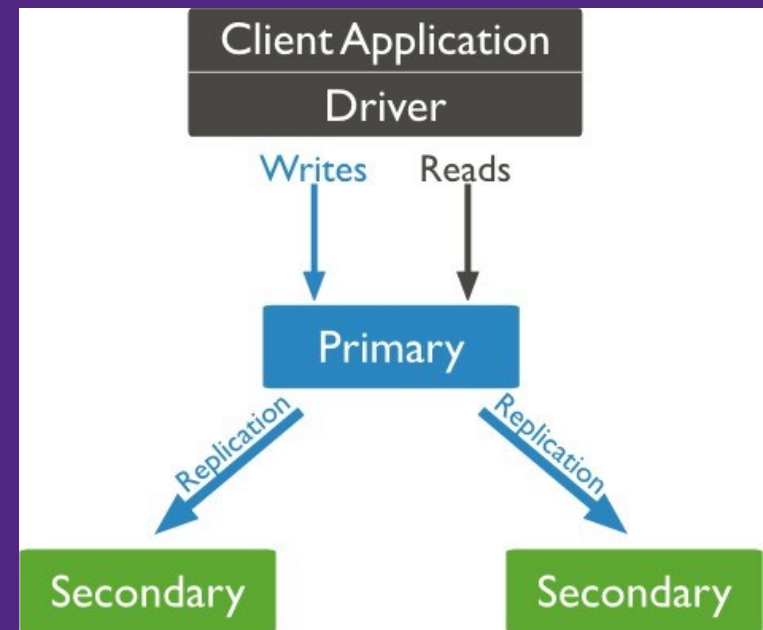 Client Application
Driver
Writes
Reads
Primary
Replication
Replication
Secondary
Secondary